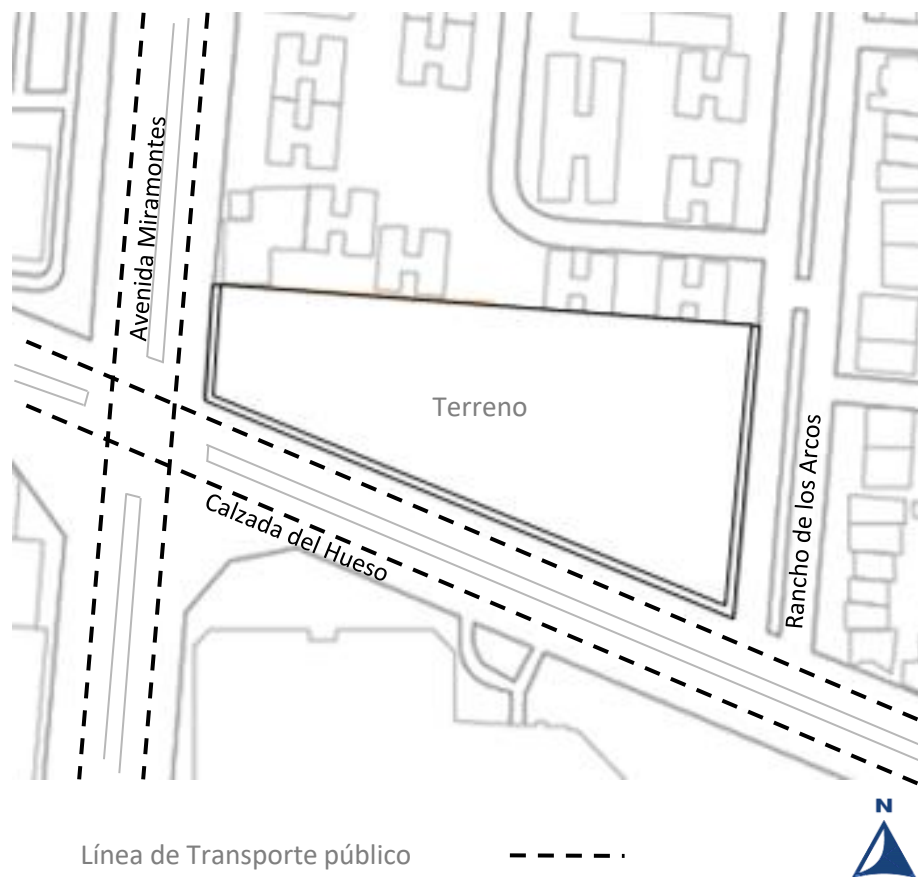 Avenida Miramontes
Terreno
Calzada del Hueso
Rancho de los Arcos
N
Línea de Transporte público